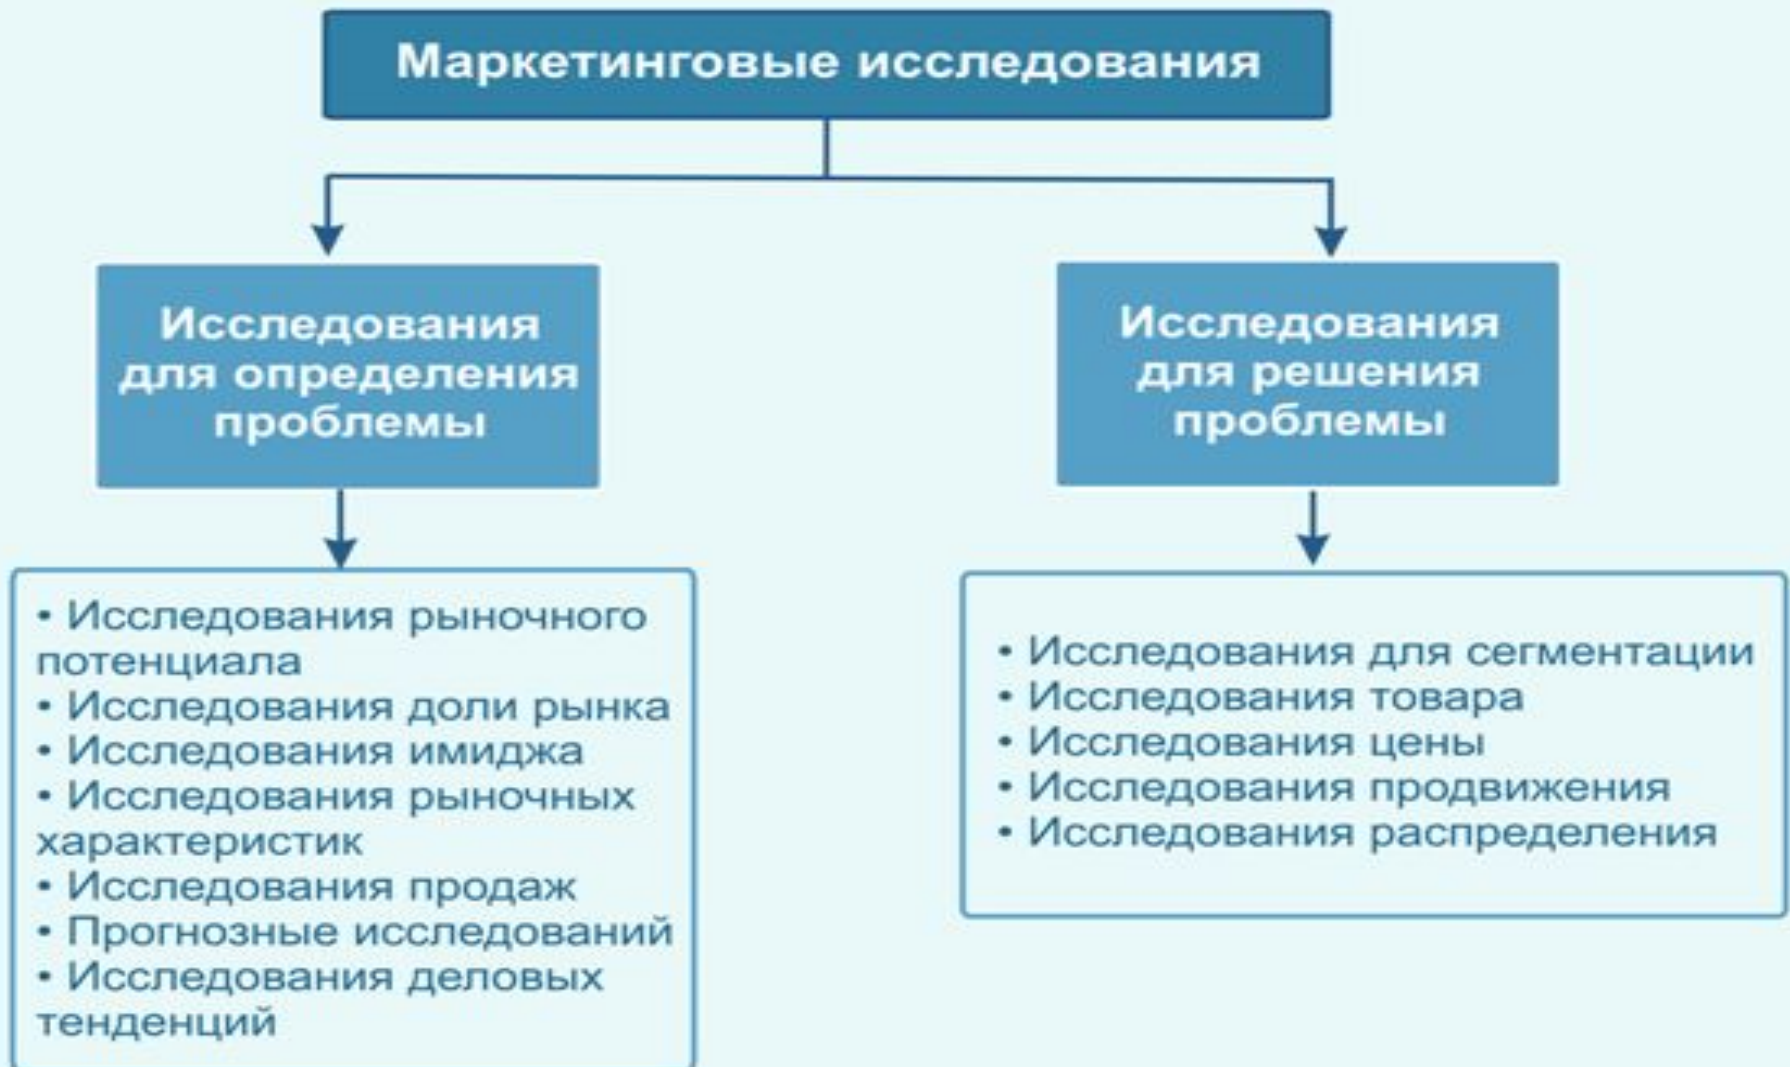 Маркетинговые исследования
Исследования
для определения
проблемы
Исследования
для решения
проблемы
• Исследования рыночного
потенциала
• Исследования доли рынка
• Исследования имиджа
• Исследования рыночных
характеристик
• Исследования продаж
• Прогнозные исследований
• Исследования деловых
тенденций
• Исследования для сегментации
• Исследования товара
• Исследования цены
• Исследования продвижения
• Исследования распределения